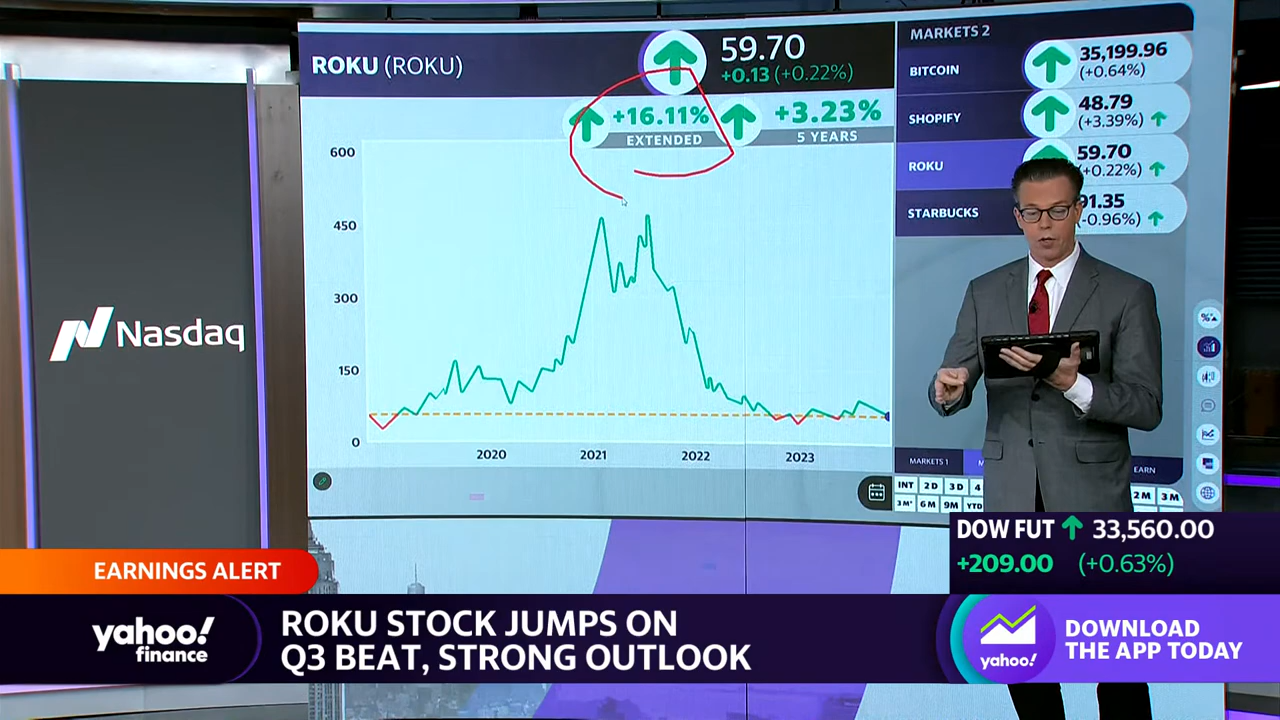 ROKU (ROKU)
59.70
+0.13 (+0.22%)
+16.11%
EXTENDED
+3.23%
5 YEARS
600
450
300
150
0
2020
2021
2022
2023
MARKETS 2
BITCOIN
35,199.96
(+0.64%)
SHOPIFY
48.79
(+3.39%)
ROKU
59.70
(+0.22%)
STARBUCKS
91.35
-0.96%)
MARKETS 1
EARN
INT 2D 3D 4
3M 6M 9M YTD
2M 3M
Nasdaq
DOW FUT 33,560.00
+209.00 (+0.63%)
EARNINGS ALERT
yahoo!
finance
ROKU STOCK JUMPS ON
Q3 BEAT, STRONG OUTLOOK
yahoo!
DOWNLOAD
THE APP TODAY